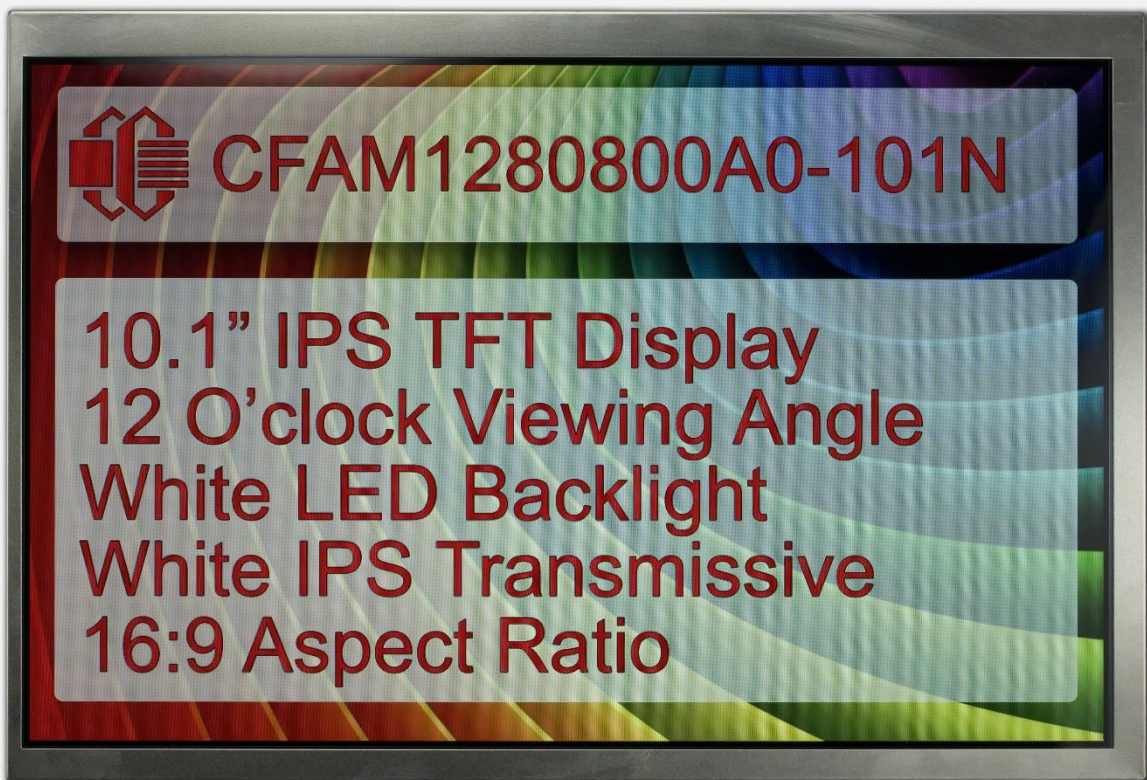 CFAM1280800A0-101N
10.1” IPS TFT Display
12 O’clock Viewing Angle
White LED Backlight
White IPS Transmissive
16:9 Aspect Ratio